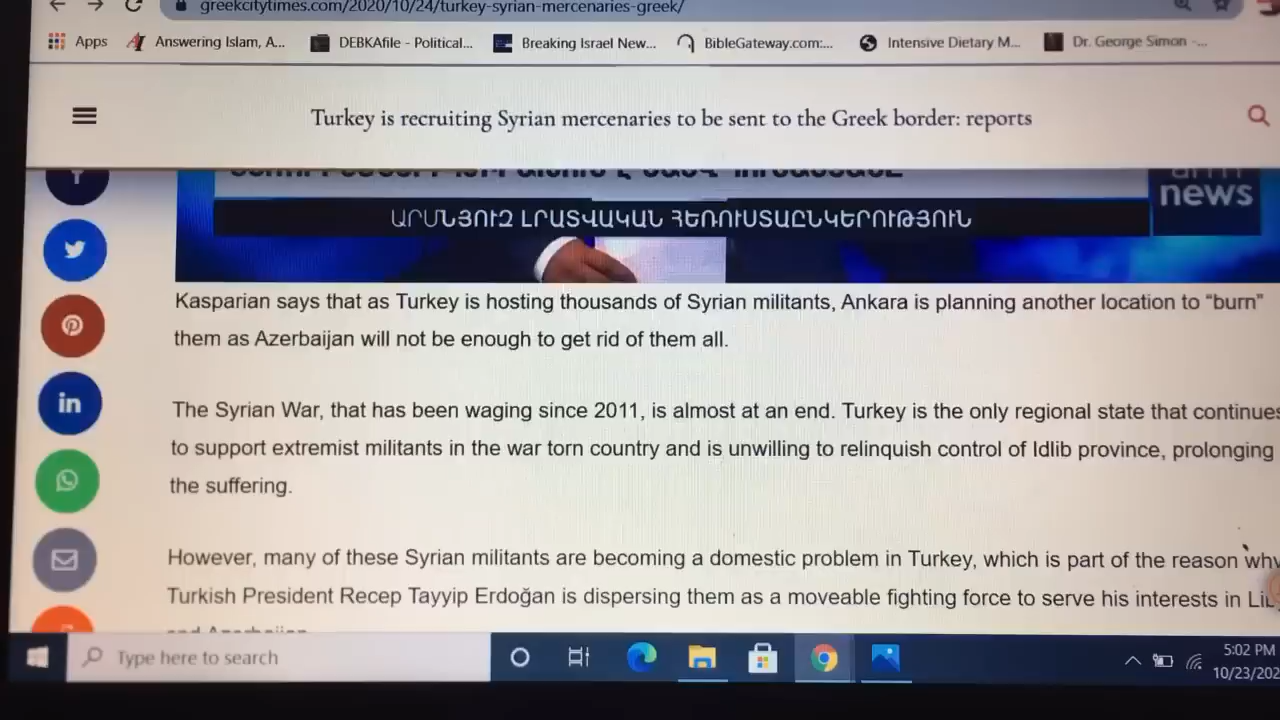 greekcitytimes.com/2020/10/24/turkey-syrian-mercenaries-greek/
Apps Answering Islam, A... DEBKAfile - Political... Breaking Israel New... BibleGateway.com:... Intensive Dietary M... Dr. George Simon -...
Turkey is recruiting Syrian mercenaries to be sent to the Greek border: reports
news
ԱՐՄՆՅՈՒԶ ԼՐԱՏՎԱԿԱՆ ՀԵՌՈՒՍՏԱԸՆԿԵՐՈՒԹՅՈՒՆ
Kasparian says that as Turkey is hosting thousands of Syrian militants, Ankara is planning another location to “burn”
them as Azerbaijan will not be enough to get rid of them all.
The Syrian War, that has been waging since 2011, is almost at an end. Turkey is the only regional state that continues
to support extremist militants in the war torn country and is unwilling to relinquish control of Idlib province, prolonging
the suffering.
However, many of these Syrian militants are becoming a domestic problem in Turkey, which is part of the reason why
Turkish President Recep Tayyip Erdoğan is dispersing them as a moveable fighting force to serve his interests in
Type here to search
5:02 PM
10/23/202